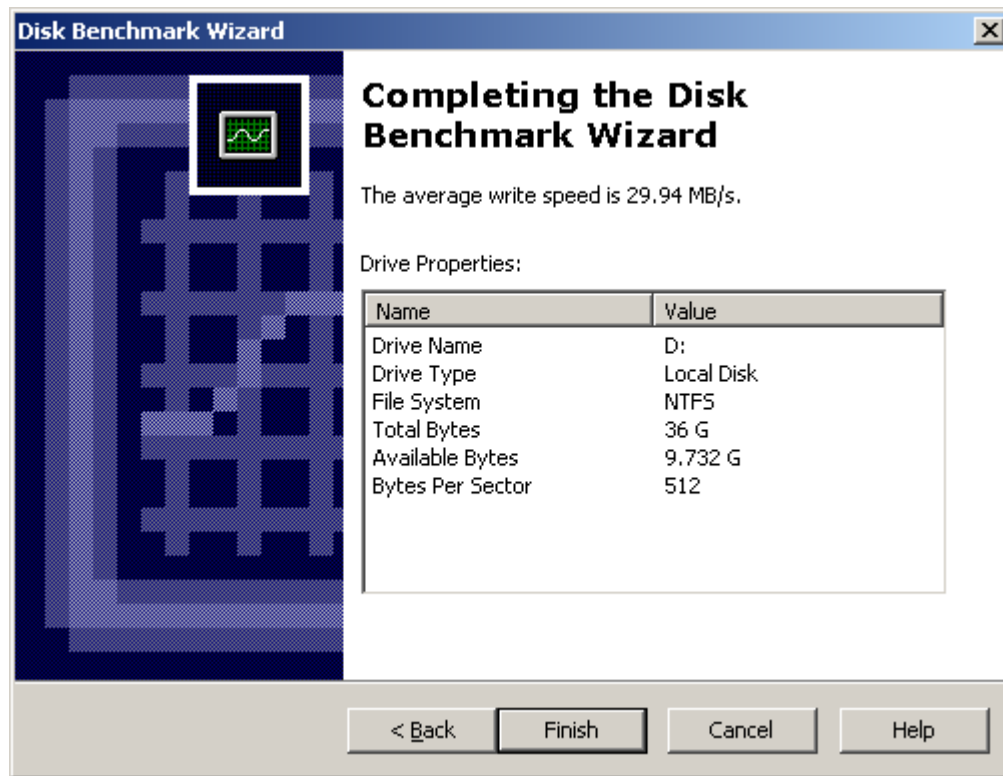 Disk Benchmark Wizard
Completing the Disk
Benchmark Wizard
The average write speed is 29.94 MB/s.
Drive Properties:
Name Value
Drive Name D:
Drive Type Local Disk
File System NTFS
Total Bytes 36 G
Available Bytes 9.732 G
Bytes Per Sector 512
< Back Finish Cancel Help